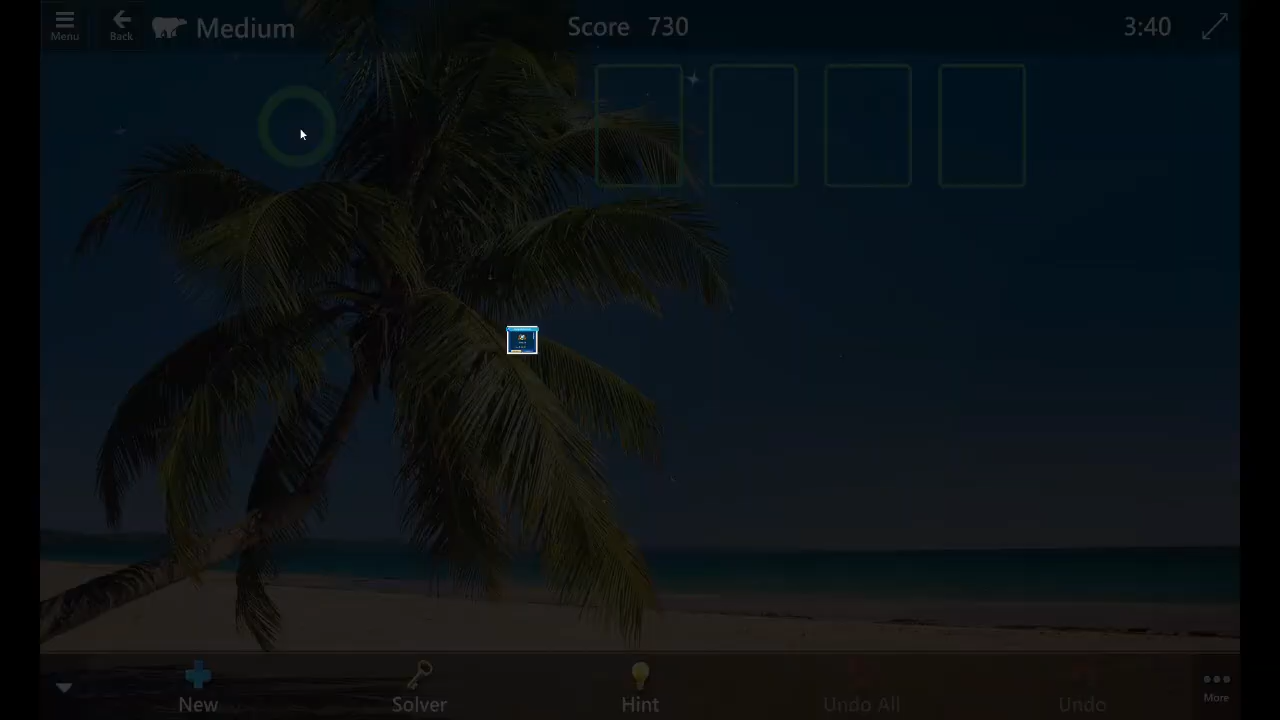 Menu
Back
Medium
Score 730
3:40
New
Solver
Hint
Undo All
Undo
More